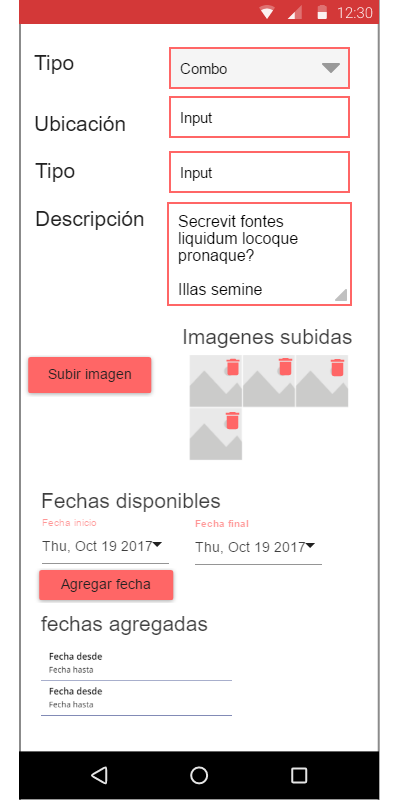 12:30
Tipo
Combo
Ubicación
Input
Tipo
Input
Descripción
Secrevit fontes
liquidum locoque
pronaque?
Illas semine
Imagenes subidas
Subir imagen
Fechas disponibles
Fecha inicio
Fecha final
Thu, Oct 19 2017
Thu, Oct 19 2017
Agregar fecha
fechas agregadas
Fecha desde
Fecha hasta
Fecha desde
Fecha hasta